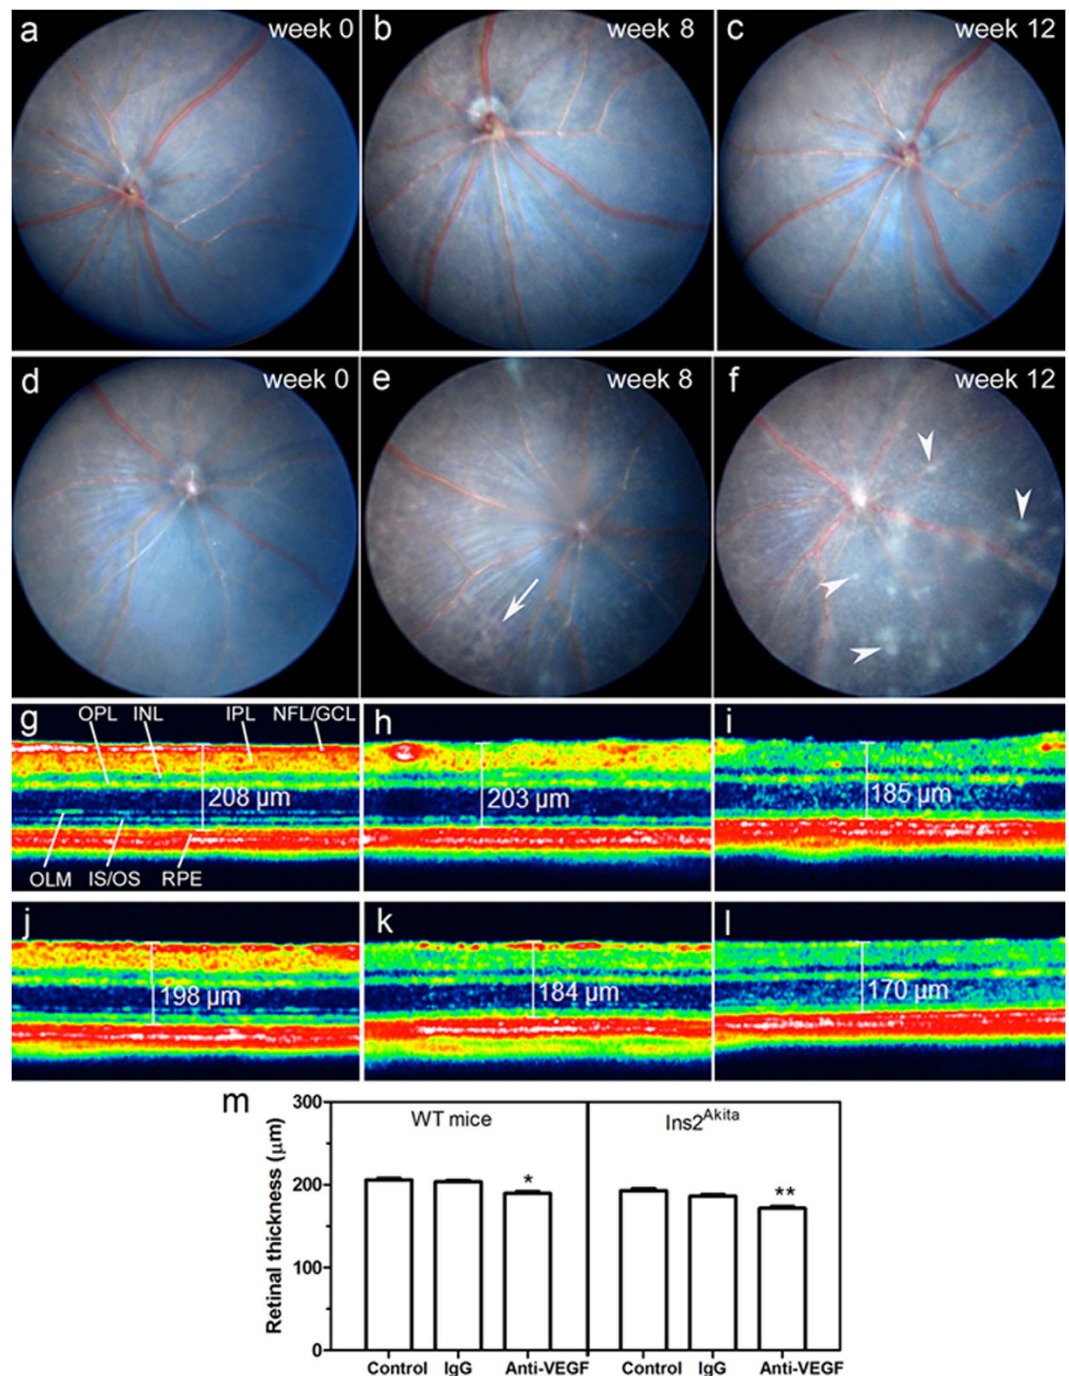 a week 0
b week 8
c week 12
d week 0
e week 8
f week 12
g OPL INL IPL NFL/GCL
208 µm
OLM IS/OS RPE
h
203 µm
i
185 µm
j
198 µm
k
184 µm
l
170 µm
m
300
200
100
0
Retinal thickness (µm)
WT mice
Ins2Akita
*
**
Control IgG Anti-VEGF Control IgG Anti-VEGF